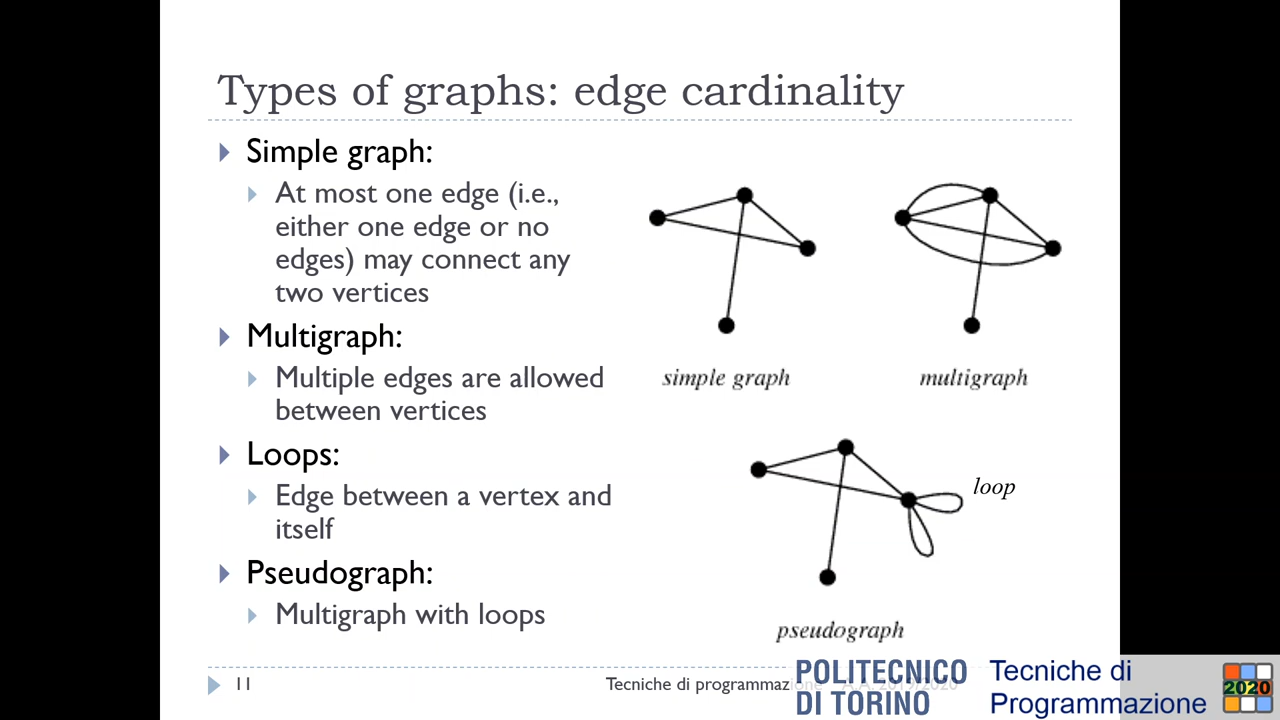 Types of graphs: edge cardinality
Simple graph:
At most one edge (i.e.,
either one edge or no
edges) may connect any
two vertices
Multigraph:
Multiple edges are allowed
between vertices
Loops:
Edge between a vertex and
itself
Pseudograph:
Multigraph with loops
simple graph
multigraph
loop
pseudograph
11
Tecniche di programmazione A.A. 2019/2020
POLITECNICO
DI TORINO
Tecniche di
Programmazione
2020